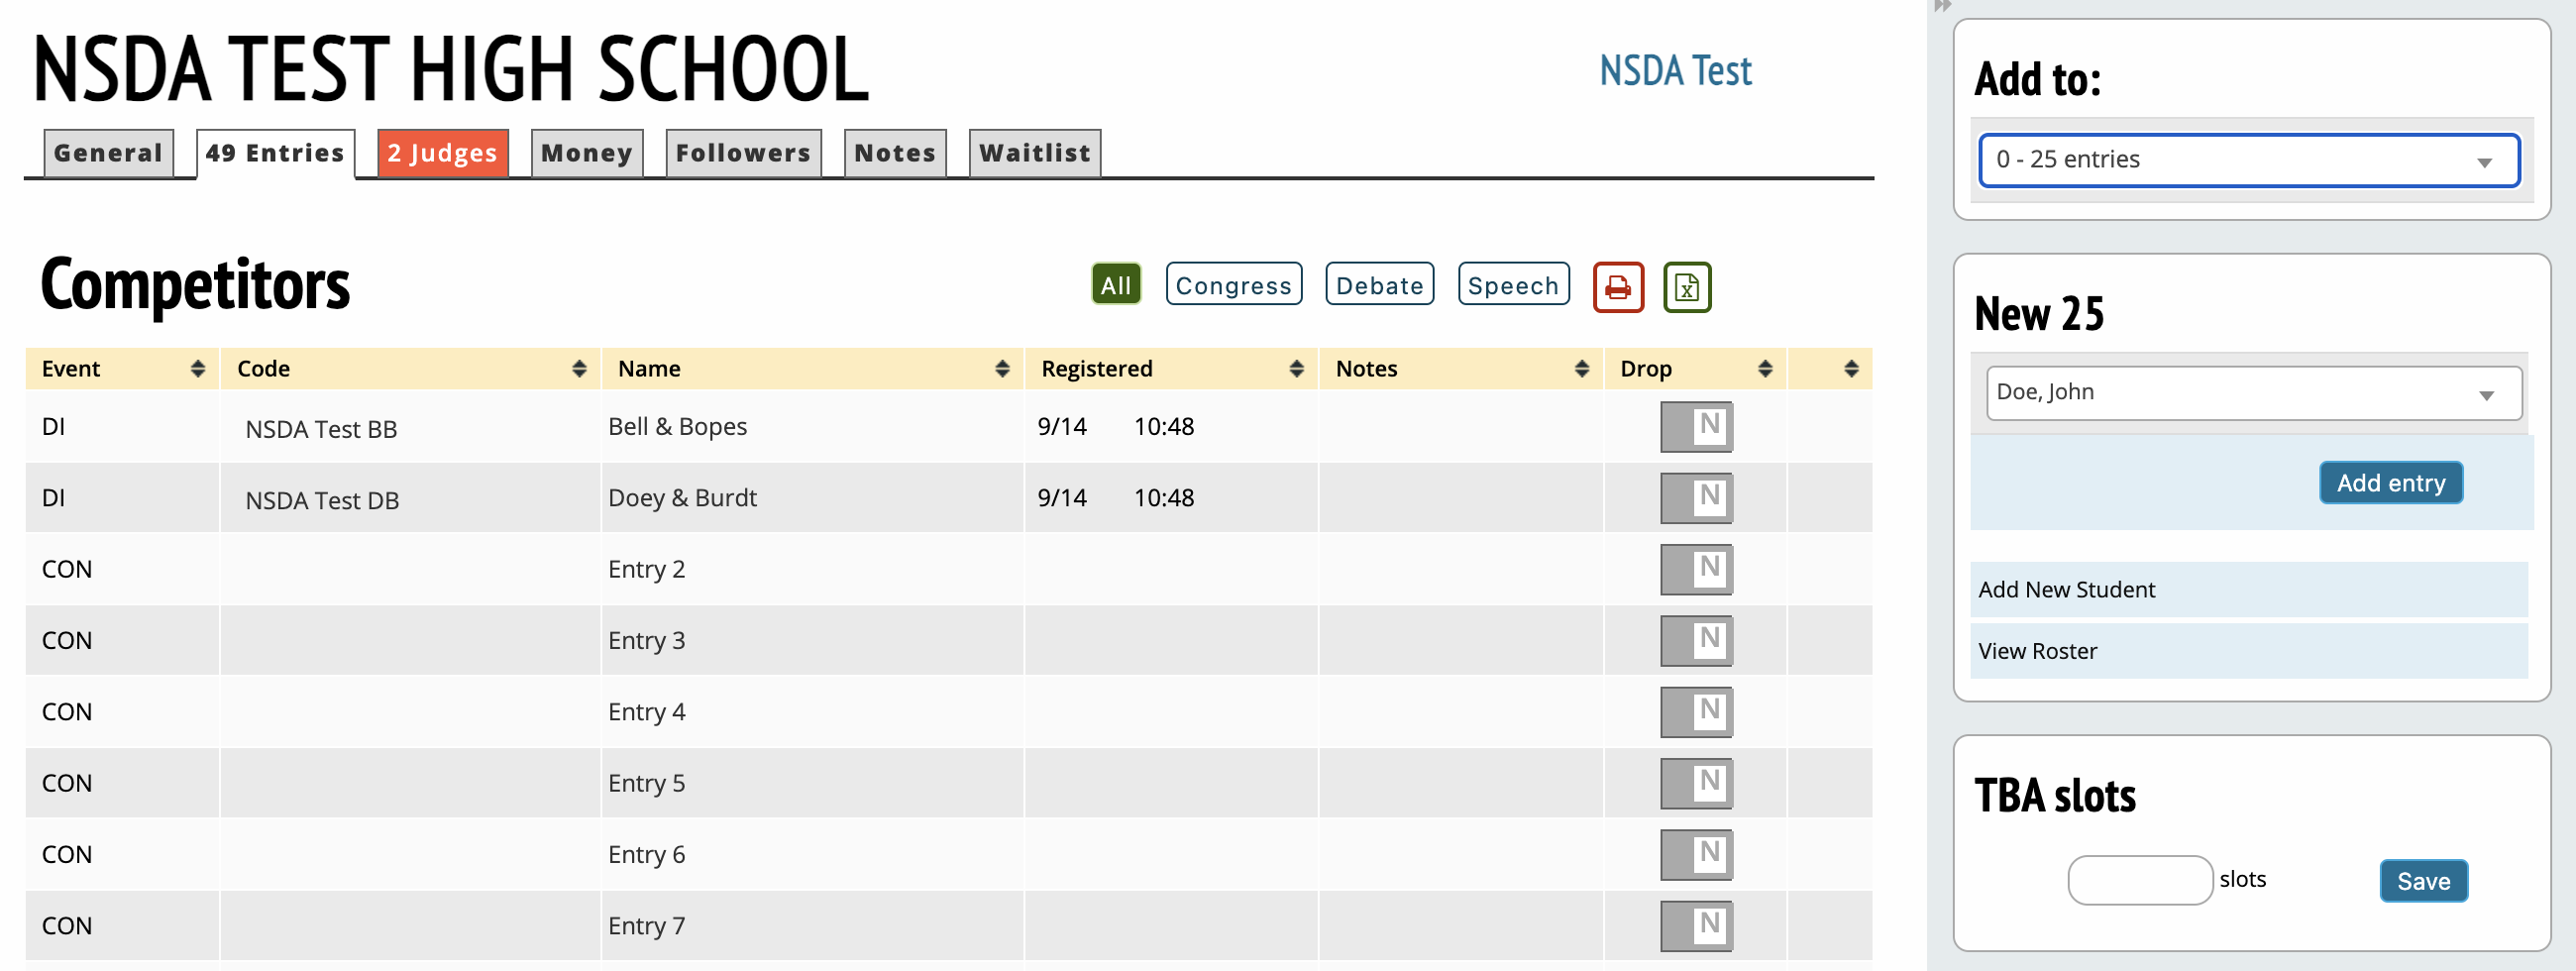 NSDA TEST HIGH SCHOOL
NSDA Test
General
49 Entries
2 Judges
Money
Followers
Notes
Waitlist
Competitors
All
Congress
Debate
Speech
Event Code Name Registered Notes Drop
DI NSDA Test BB Bell & Bopes 9/14 10:48 N
DI NSDA Test DB Doey & Burdt 9/14 10:48 N
CON Entry 2 N
CON Entry 3 N
CON Entry 4 N
CON Entry 5 N
CON Entry 6 N
CON Entry 7 N
Add to:
0 - 25 entries
New 25
Doe, John
Add entry
Add New Student
View Roster
TBA slots
slots
Save